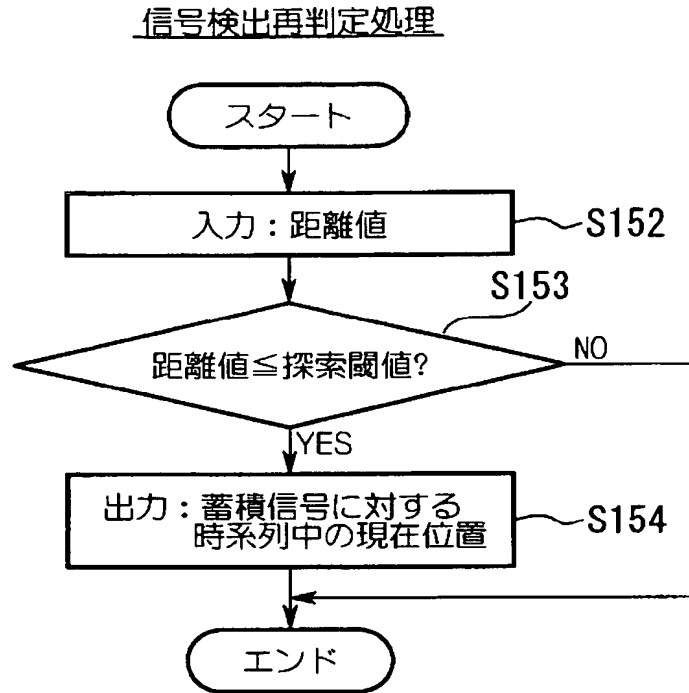 信号検出再判定処理
スタート
入力：距離値
S152
S153
距離値≦探索閾値?
NO
YES
出力：蓄積信号に対する
時系列中の現在位置
S154
エンド